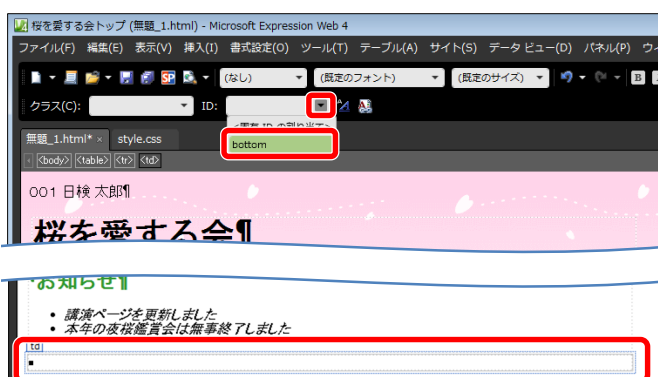 桜を愛する会トップ (無題_1.html) - Microsoft Expression Web 4
ファイル(F) 編集(E) 表示(V) 挿入(I) 書式設定(O) ツール(T) テーブル(A) サイト(S) データ ビュー(D) パネル(P)
SP (なし) (既定のフォント) (既定のサイズ) B
クラス(C): ID:
無題_1.html* × style.css
bottom
<body> <table> <tr> <td>
001 日検 太郎¶
桜を愛する会¶
お知らせ¶
• 講演ページを更新しました
• 本年の夜桜鑑賞会は無事終了しました
td